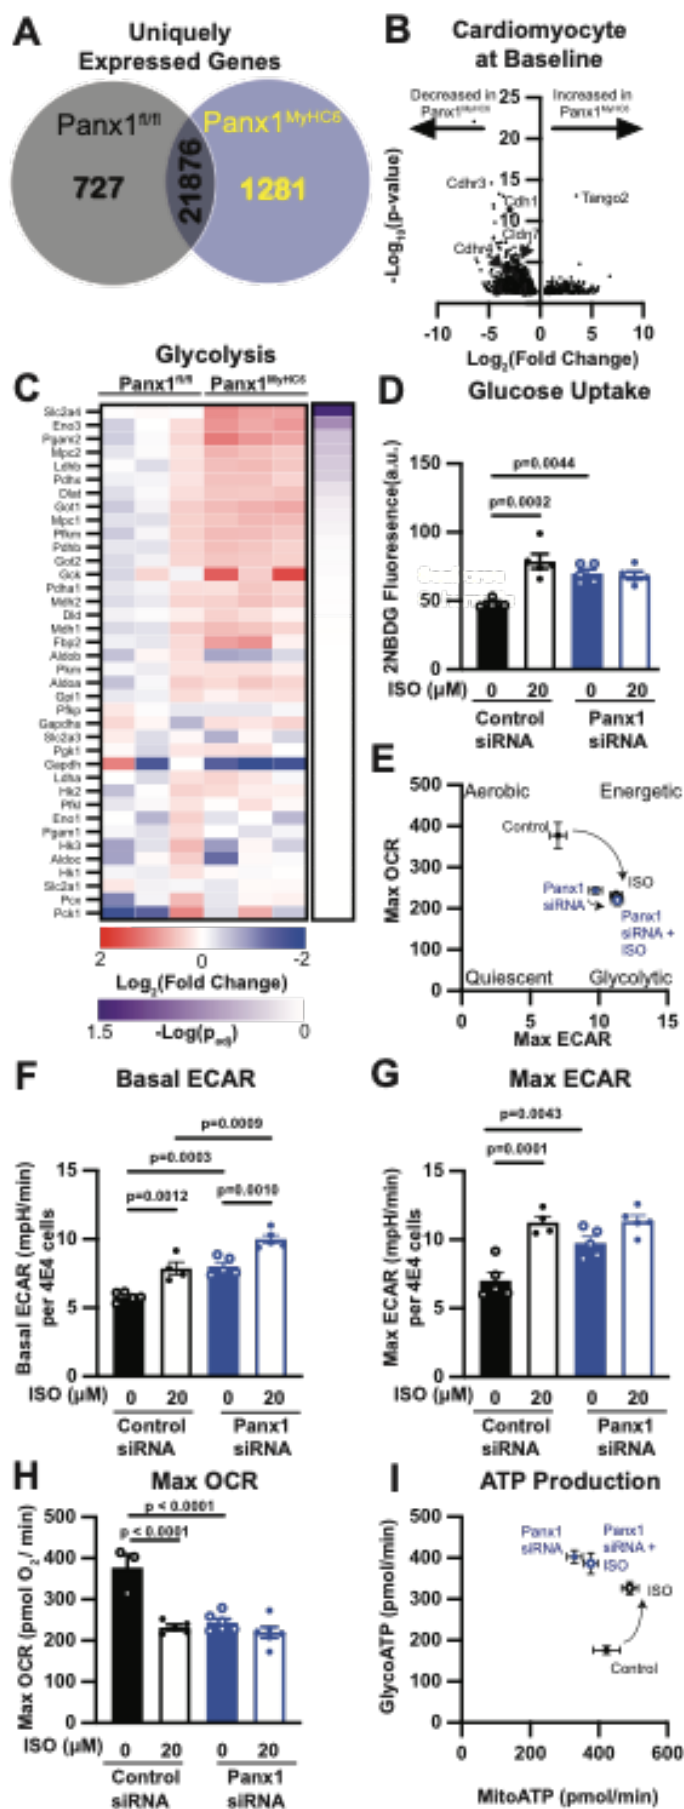 A
Uniquely
Expressed Genes
Panx1fl/fl
Panx1MyHC6
727
21876
1281
B
Cardiomyocyte
at Baseline
Decreased in
Panx1MyHC6
Increased in
Panx1MyHC6
-Log10(p-value)
25
20
15
10
5
0
Cdhr3
Cdh1
Tango2
Cldn7
Cdhr4
-10
-5
0
5
10
Log2(Fold Change)
C
Glycolysis
Panx1fl/fl
Panx1MyHC6
Slc2a4
Eno3
Pgam2
Mpc2
Ldhb
Pdhx
Dlat
Got1
Mpc1
Pfkm
Pdhb
Got2
Gck
Pdha1
Mdh2
Dld
Mdh1
Fbp2
Aldob
Pkm
Aldoa
Gpi1
Pfkp
Gapdhs
Slc2a3
Pgk1
Gapdh
Ldha
Hk2
Pfkl
Eno1
Pgam1
Hk3
Aldoc
Hk1
Slc2a1
Pcx
Pck1
2
0
-2
Log2(Fold Change)
1.5
-Log(padj)
0
D
Glucose Uptake
2NBDG Fluoresence(a.u.)
150
100
50
0
p=0.0044
p=0.0002
ISO (µM)
0
20
0
20
Control
siRNA
Panx1
siRNA
E
Max OCR
500
400
300
200
100
0
Aerobic
Energetic
Control
Panx1
siRNA
ISO
Panx1
siRNA +
ISO
Quiescent
Glycolytic
0
5
10
15
Max ECAR
F
Basal ECAR
Basal ECAR (mpH/min)
per 4E4 cells
15
10
5
0
p=0.0009
p=0.0003
p=0.0012
p=0.0010
ISO (µM)
0
20
0
20
Control
siRNA
Panx1
siRNA
G
Max ECAR
Max ECAR (mpH/min)
per 4E4 cells
15
10
5
0
p=0.0043
p=0.0001
ISO (µM)
0
20
0
20
Control
siRNA
Panx1
siRNA
H
Max OCR
Max OCR (pmol O2/ min)
500
400
300
200
100
0
p < 0.0001
p < 0.0001
ISO (µM)
0
20
0
20
Control
siRNA
Panx1
siRNA
I
ATP Production
GlycoATP (pmol/min)
500
400
300
200
100
0
Panx1
siRNA
Panx1
siRNA +
ISO
ISO
Control
0
200
400
600
MitoATP (pmol/min)